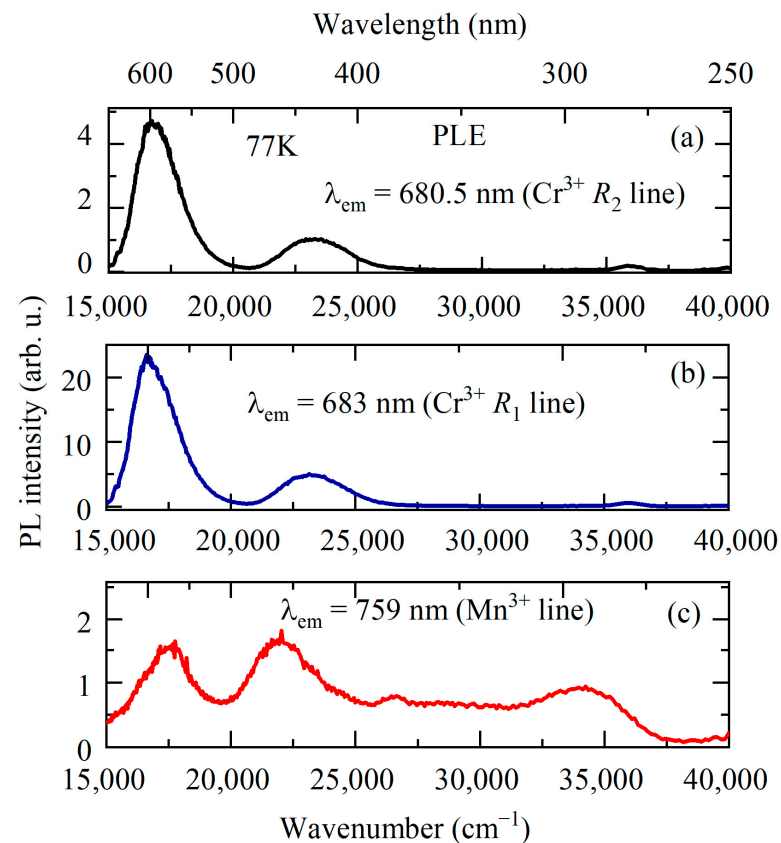 Wavelength (nm)
600 500 400 300 250
4
2
0
77K
PLE
(a)
λem = 680.5 nm (Cr3+ R2 line)
15,000 20,000 25,000 30,000 35,000 40,000
PL intensity (arb. u.)
20
10
0
(b)
λem = 683 nm (Cr3+ R1 line)
15,000 20,000 25,000 30,000 35,000 40,000
2
1
0
λem = 759 nm (Mn3+ line)
(c)
15,000 20,000 25,000 30,000 35,000 40,000
Wavenumber (cm−1)